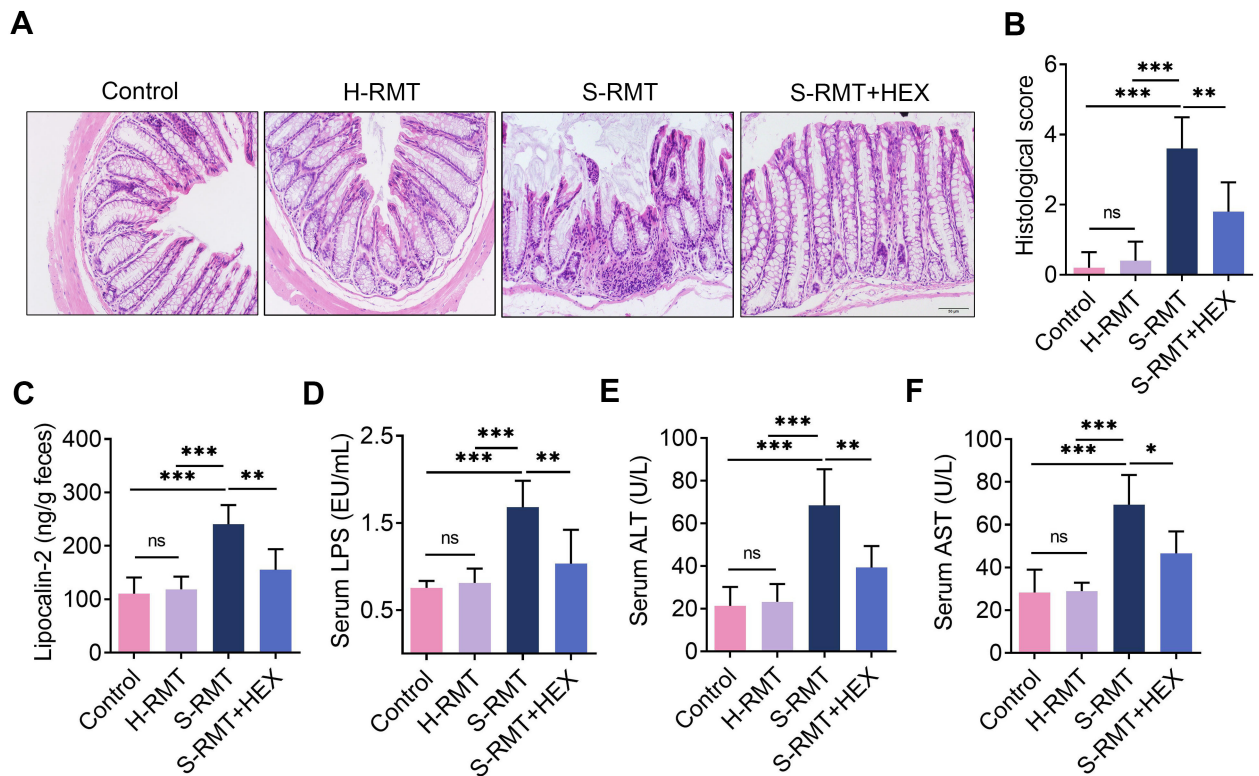 A
Control
H-RMT
S-RMT
S-RMT+HEX
50 μm
B
Histological score
6
4
2
0
***
***
**
ns
Control
H-RMT
S-RMT
S-RMT+HEX
C
Lipocalin-2 (ng/g feces)
400
300
200
100
0
***
***
**
ns
Control
H-RMT
S-RMT
S-RMT+HEX
D
Serum LPS (EU/mL)
2.5
1.5
0.5
***
***
**
ns
Control
H-RMT
S-RMT
S-RMT+HEX
E
Serum ALT (U/L)
100
80
60
40
20
0
***
***
**
ns
Control
H-RMT
S-RMT
S-RMT+HEX
F
Serum AST (U/L)
100
80
60
40
20
0
***
***
*
ns
Control
H-RMT
S-RMT
S-RMT+HEX